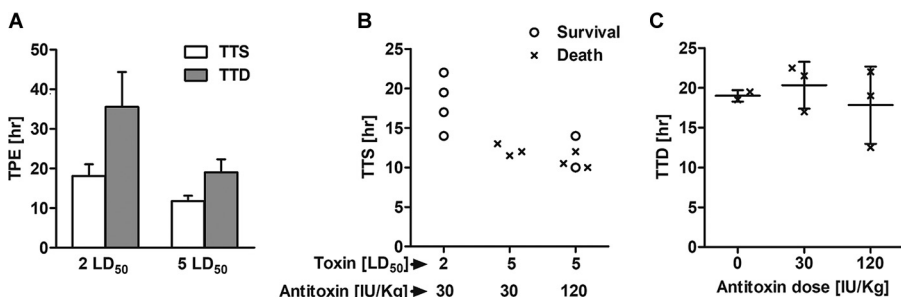 A
TPE [hr]
50
40
30
20
10
0
TTS
TTD
2 LD50
5 LD50
B
TTS [hr]
25
20
15
10
5
0
Survival
Death
Toxin [LD50]
2
5
5
Antitoxin [IU/Kg]
30
30
120
C
TTD [hr]
25
20
15
10
5
0
0
30
120
Antitoxin dose [IU/Kg]